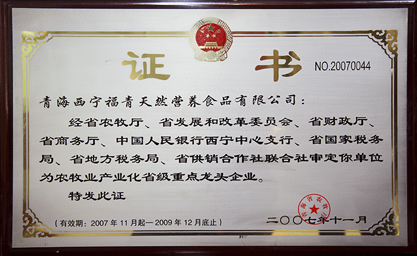 证书
NO.20070044
青海西宁福青天然营养食品有限公司：
经省农牧厅、省发展和改革委员会、省财政厅、
省商务厅、中国人民银行西宁中心支行、省国家税务
局、省地方税务局、省供销合作社联合社审定你单位
为农牧业产业化省级重点龙头企业。
特发此证
（有效期：2007年11月起—2009年12月底止）
二〇〇七年十一月